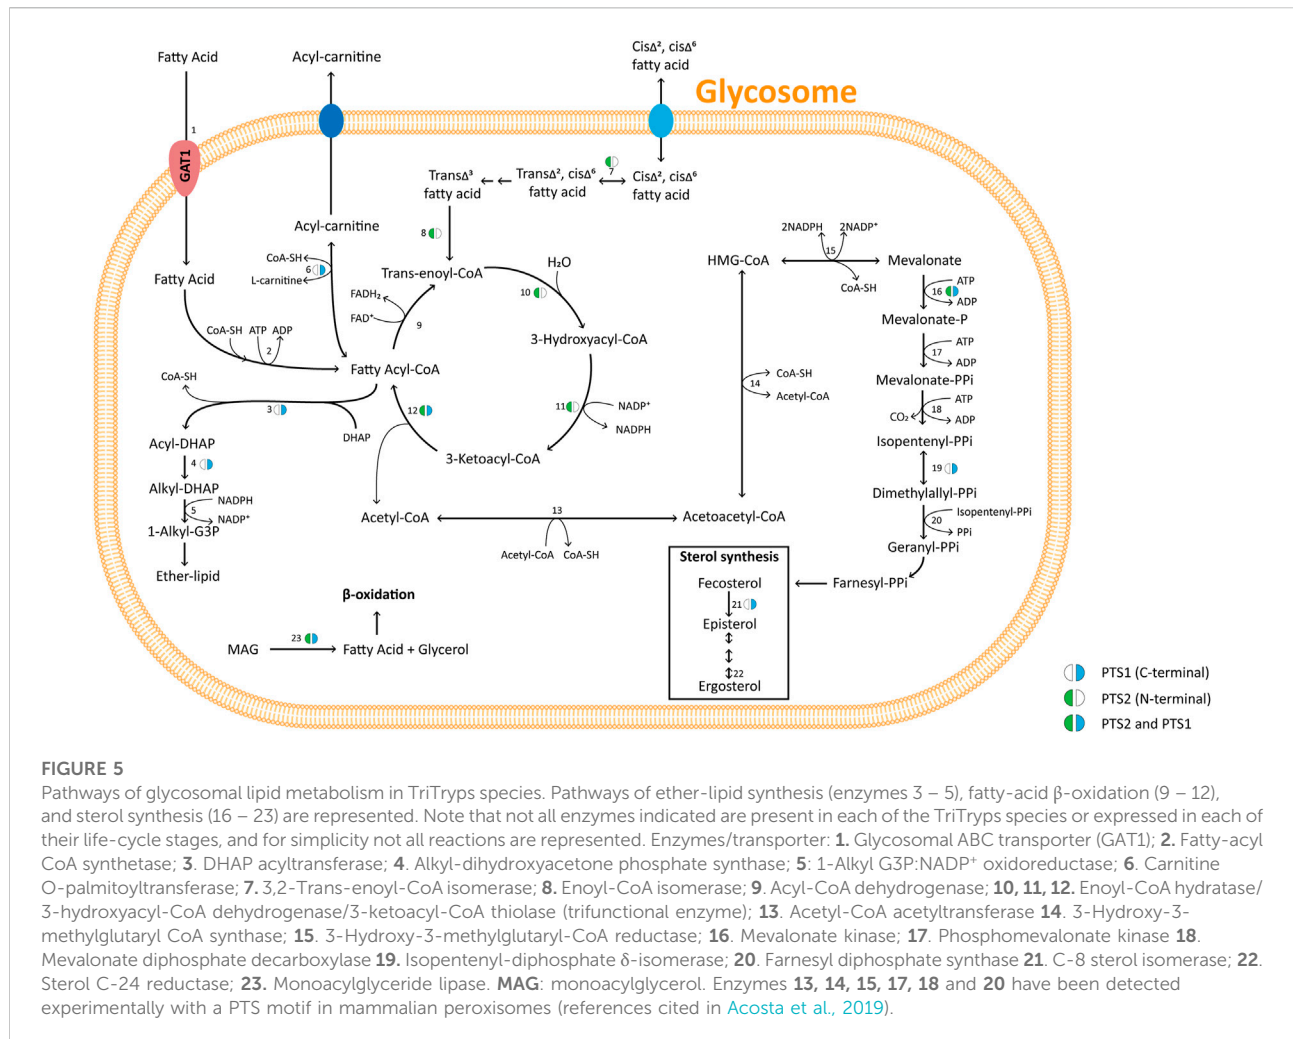 Fatty Acid
Acyl-carnitine
CisΔ², cisΔ⁶
fatty acid
Glycosome
1
GAT1
TransΔ³
fatty acid
TransΔ², cisΔ⁶
fatty acid
7
CisΔ², cisΔ⁶
fatty acid
Acyl-carnitine
8
CoA-SH
6
L-carnitine
Fatty Acid
Trans-enoyl-CoA
H₂O
10
FADH₂
FAD⁺
9
3-Hydroxyacyl-CoA
CoA-SH ATP ADP
2
Fatty Acyl-CoA
CoA-SH
3
DHAP
12
11
NADP⁺
NADPH
3-Ketoacyl-CoA
Acyl-DHAP
4
Alkyl-DHAP
NADPH
5
NADP⁺
1-Alkyl-G3P
Ether-lipid
Acetyl-CoA
13
Acetyl-CoA CoA-SH
Acetoacetyl-CoA
14
CoA-SH
Acetyl-CoA
HMG-CoA
2NADPH 2NADP⁺
15
CoA-SH
Mevalonate
16
ATP
ADP
Mevalonate-P
17
ATP
ADP
Mevalonate-PPi
18
ATP
CO₂
ADP
Isopentenyl-PPi
19
Dimethylallyl-PPi
20
Isopentenyl-PPi
PPi
Geranyl-PPi
Farnesyl-PPi
Sterol synthesis
Fecosterol
21
Episterol
22
Ergosterol
β-oxidation
MAG
23
Fatty Acid + Glycerol
PTS1 (C-terminal)
PTS2 (N-terminal)
PTS2 and PTS1
FIGURE 5
Pathways of glycosomal lipid metabolism in TriTryps species. Pathways of ether-lipid synthesis (enzymes 3 – 5), fatty-acid β-oxidation (9 – 12),
and sterol synthesis (16 – 23) are represented. Note that not all enzymes indicated are present in each of the TriTryps species or expressed in each of
their life-cycle stages, and for simplicity not all reactions are represented. Enzymes/transporter: 1. Glycosomal ABC transporter (GAT1); 2. Fatty-acyl
CoA synthetase; 3. DHAP acyltransferase; 4. Alkyl-dihydroxyacetone phosphate synthase; 5: 1-Alkyl G3P:NADP⁺ oxidoreductase; 6. Carnitine
O-palmitoyltransferase; 7. 3,2-Trans-enoyl-CoA isomerase; 8. Enoyl-CoA isomerase; 9. Acyl-CoA dehydrogenase; 10, 11, 12. Enoyl-CoA hydratase/
3-hydroxyacyl-CoA dehydrogenase/3-ketoacyl-CoA thiolase (trifunctional enzyme); 13. Acetyl-CoA acetyltransferase 14. 3-Hydroxy-3-
methylglutaryl CoA synthase; 15. 3-Hydroxy-3-methylglutaryl-CoA reductase; 16. Mevalonate kinase; 17. Phosphomevalonate kinase 18.
Mevalonate diphosphate decarboxylase 19. Isopentenyl-diphosphate δ-isomerase; 20. Farnesyl diphosphate synthase 21. C-8 sterol isomerase; 22.
Sterol C-24 reductase; 23. Monoacylglyceride lipase. MAG: monoacylglycerol. Enzymes 13, 14, 15, 17, 18 and 20 have been detected
experimentally with a PTS motif in mammalian peroxisomes (references cited in Acosta et al., 2019).